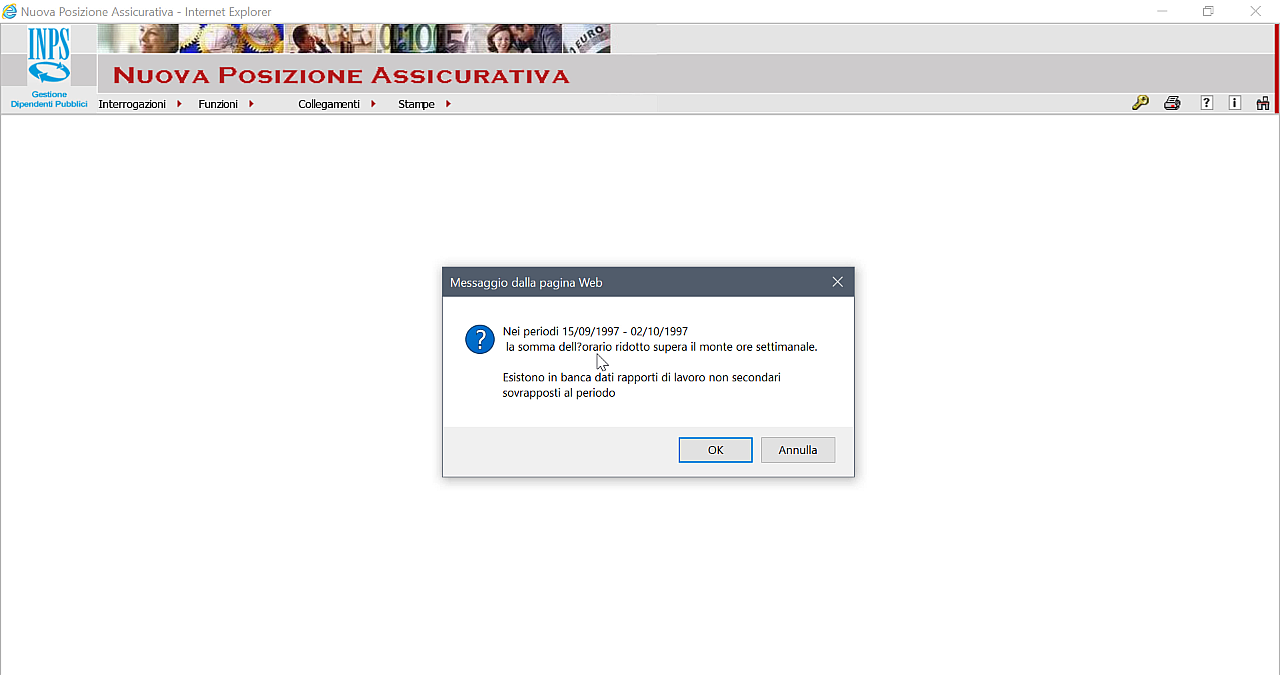 Nuova Posizione Assicurativa - Internet Explorer
INPS
Gestione
Dipendenti Pubblici
010
5
EURO
NUOVA POSIZIONE ASSICURATIVA
Interrogazioni Funzioni Collegamenti Stampe
? i
Messaggio dalla pagina Web
?
Nei periodi 15/09/1997 - 02/10/1997
la somma dell?orario ridotto supera il monte ore settimanale.
Esistono in banca dati rapporti di lavoro non secondari
sovrapposti al periodo
OK Annulla